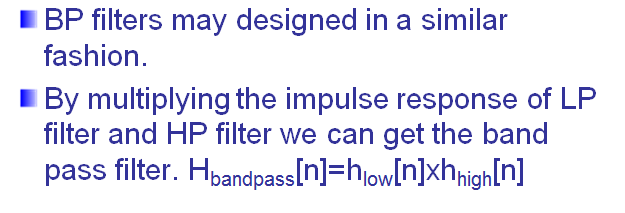 BP filters may designed in a similar
fashion.
By multiplying the impulse response of LP
filter and HP filter we can get the band
pass filter. Hbandpass[n]=hlow[n]xhhigh[n]